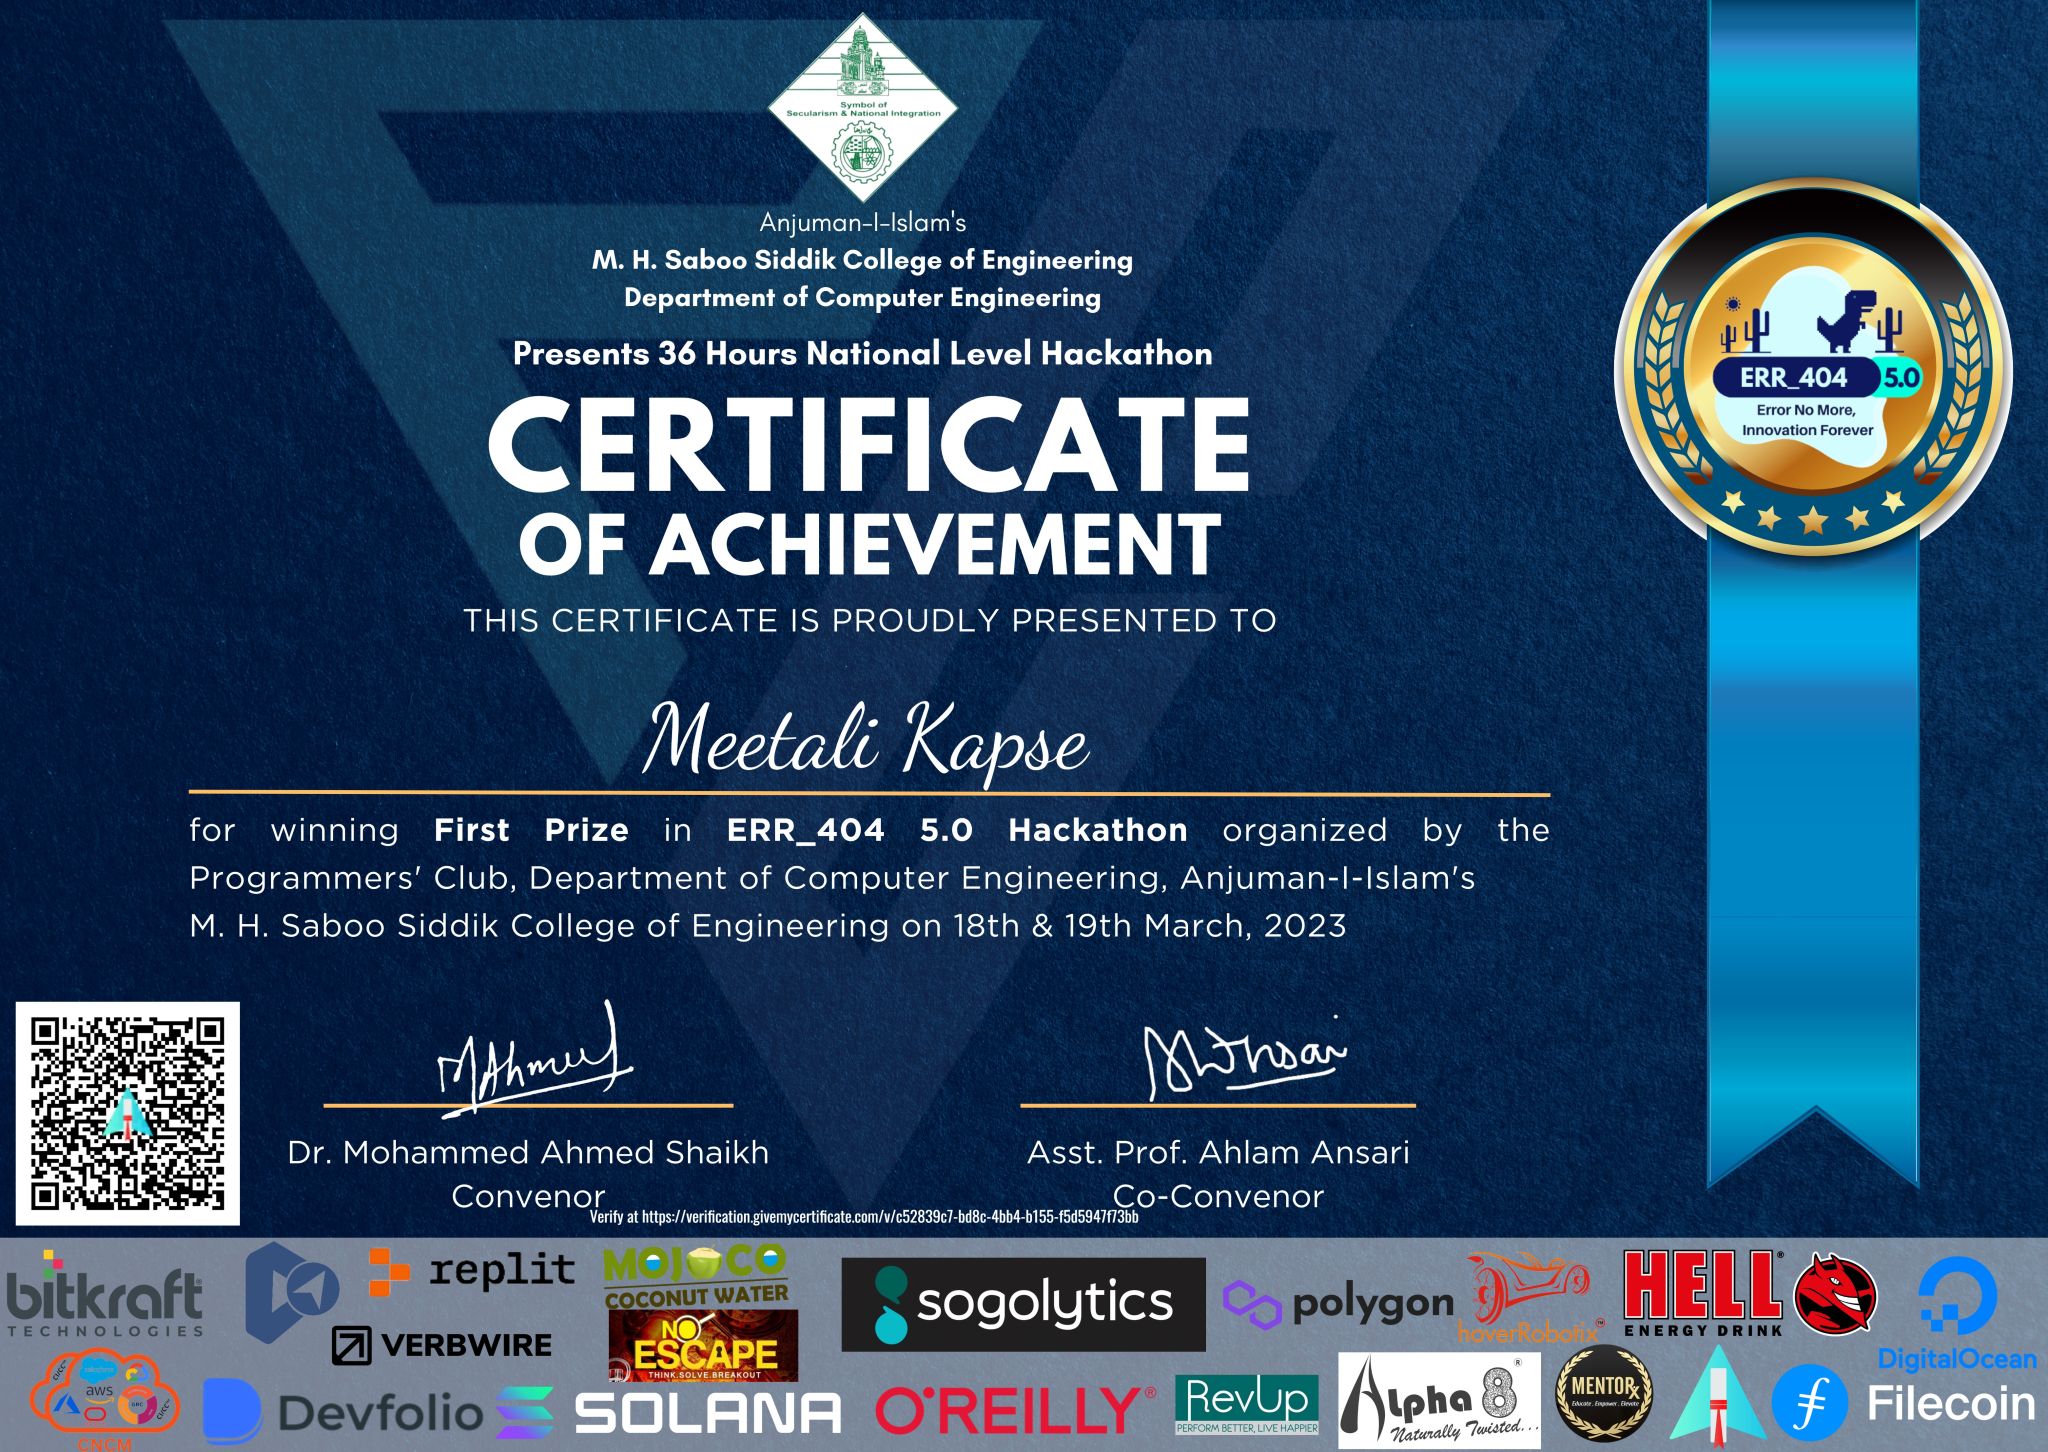 Symbol of
Secularism & National Integration
Anjuman-I-Islam's
M. H. Saboo Siddik College of Engineering
Department of Computer Engineering
Presents 36 Hours National Level Hackathon
CERTIFICATE
OF ACHIEVEMENT
THIS CERTIFICATE IS PROUDLY PRESENTED TO
Meetali Kapse
for winning First Prize in ERR_404 5.0 Hackathon organized by the
Programmers' Club, Department of Computer Engineering, Anjuman-I-Islam's
M. H. Saboo Siddik College of Engineering on 18th & 19th March, 2023
ERR_404 5.0
Error No More,
Innovation Forever
Dr. Mohammed Ahmed Shaikh
Convenor
Asst. Prof. Ahlam Ansari
Co-Convenor
Verify at https://verification.givemycertificate.com/v/c52839c7-bd8c-4bb4-b155-f5d5947f73bb
bitkraft
TECHNOLOGIES
replit
VERBWIRE
MOJOCO
COCONUT WATER
NO
ESCAPE
THINK.SOLVE.BREAKOUT
sogolytics
polygon
hoverRobotix™
HELL®
ENERGY DRINK
DigitalOcean
aws
CNCM
Devfolio
SOLANA
O'REILLY®
RevUp
PERFORM BETTER, LIVE HAPPIER
Alpha 8®
Naturally Twisted...
MENTORx
Educate . Empower . Elevate
Filecoin